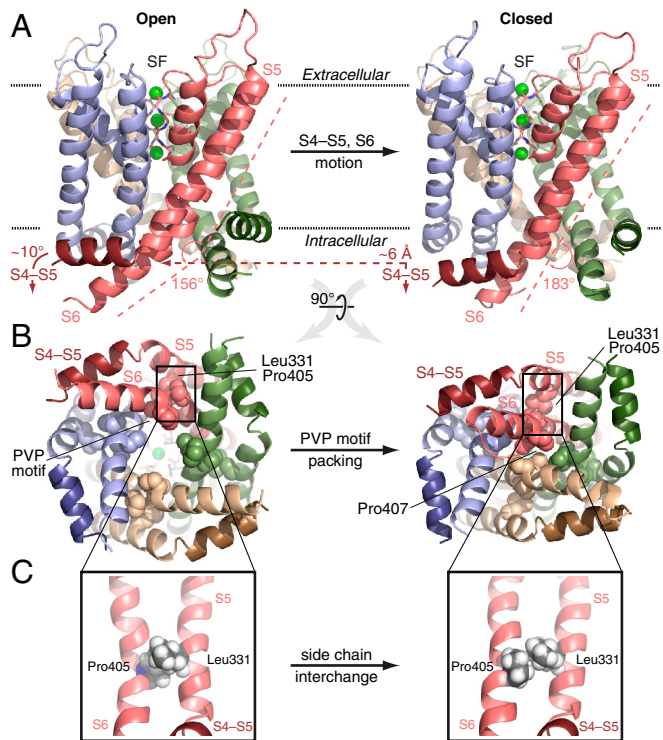 A
Open
Closed
SF
S5
SF
S5
Extracellular
S4–S5, S6
motion
Intracellular
~10°
S4–S5
~6 Å
S4–S5
156°
183°
S6
S6
90°
B
S4–S5
S5
S6
Leu331
Pro405
Leu331
Pro405
S5
S4–S5
S6
PVP
motif
PVP motif
packing
Pro407
C
S5
S5
Pro405
Leu331
side chain
interchange
Pro405
Leu331
S6
S4–S5
S6
S4–S5